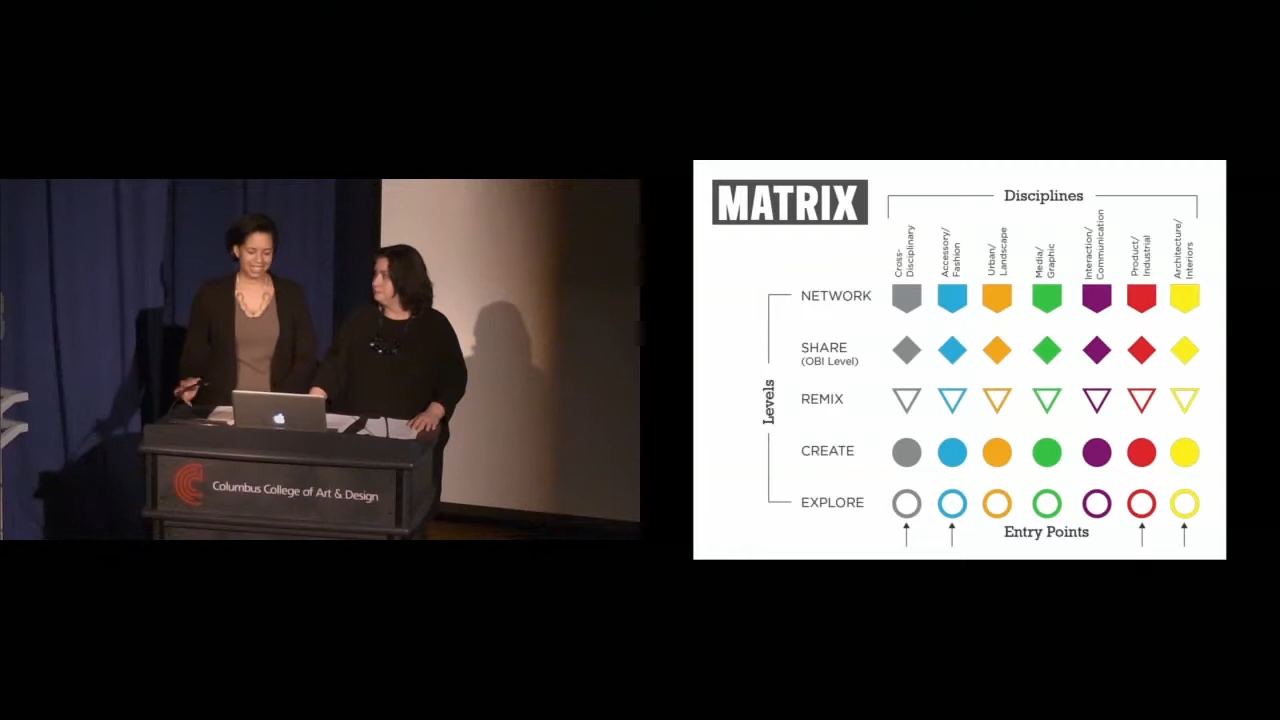 MATRIX
Disciplines
Cross-
Disciplinary
Accessory/
Fashion
Urban/
Landscape
Media/
Graphic
Interaction/
Communication
Product/
Industrial
Architecture/
Interiors
Levels
NETWORK
SHARE
(OBI Level)
REMIX
CREATE
EXPLORE
Entry Points
Columbus College of Art & Design